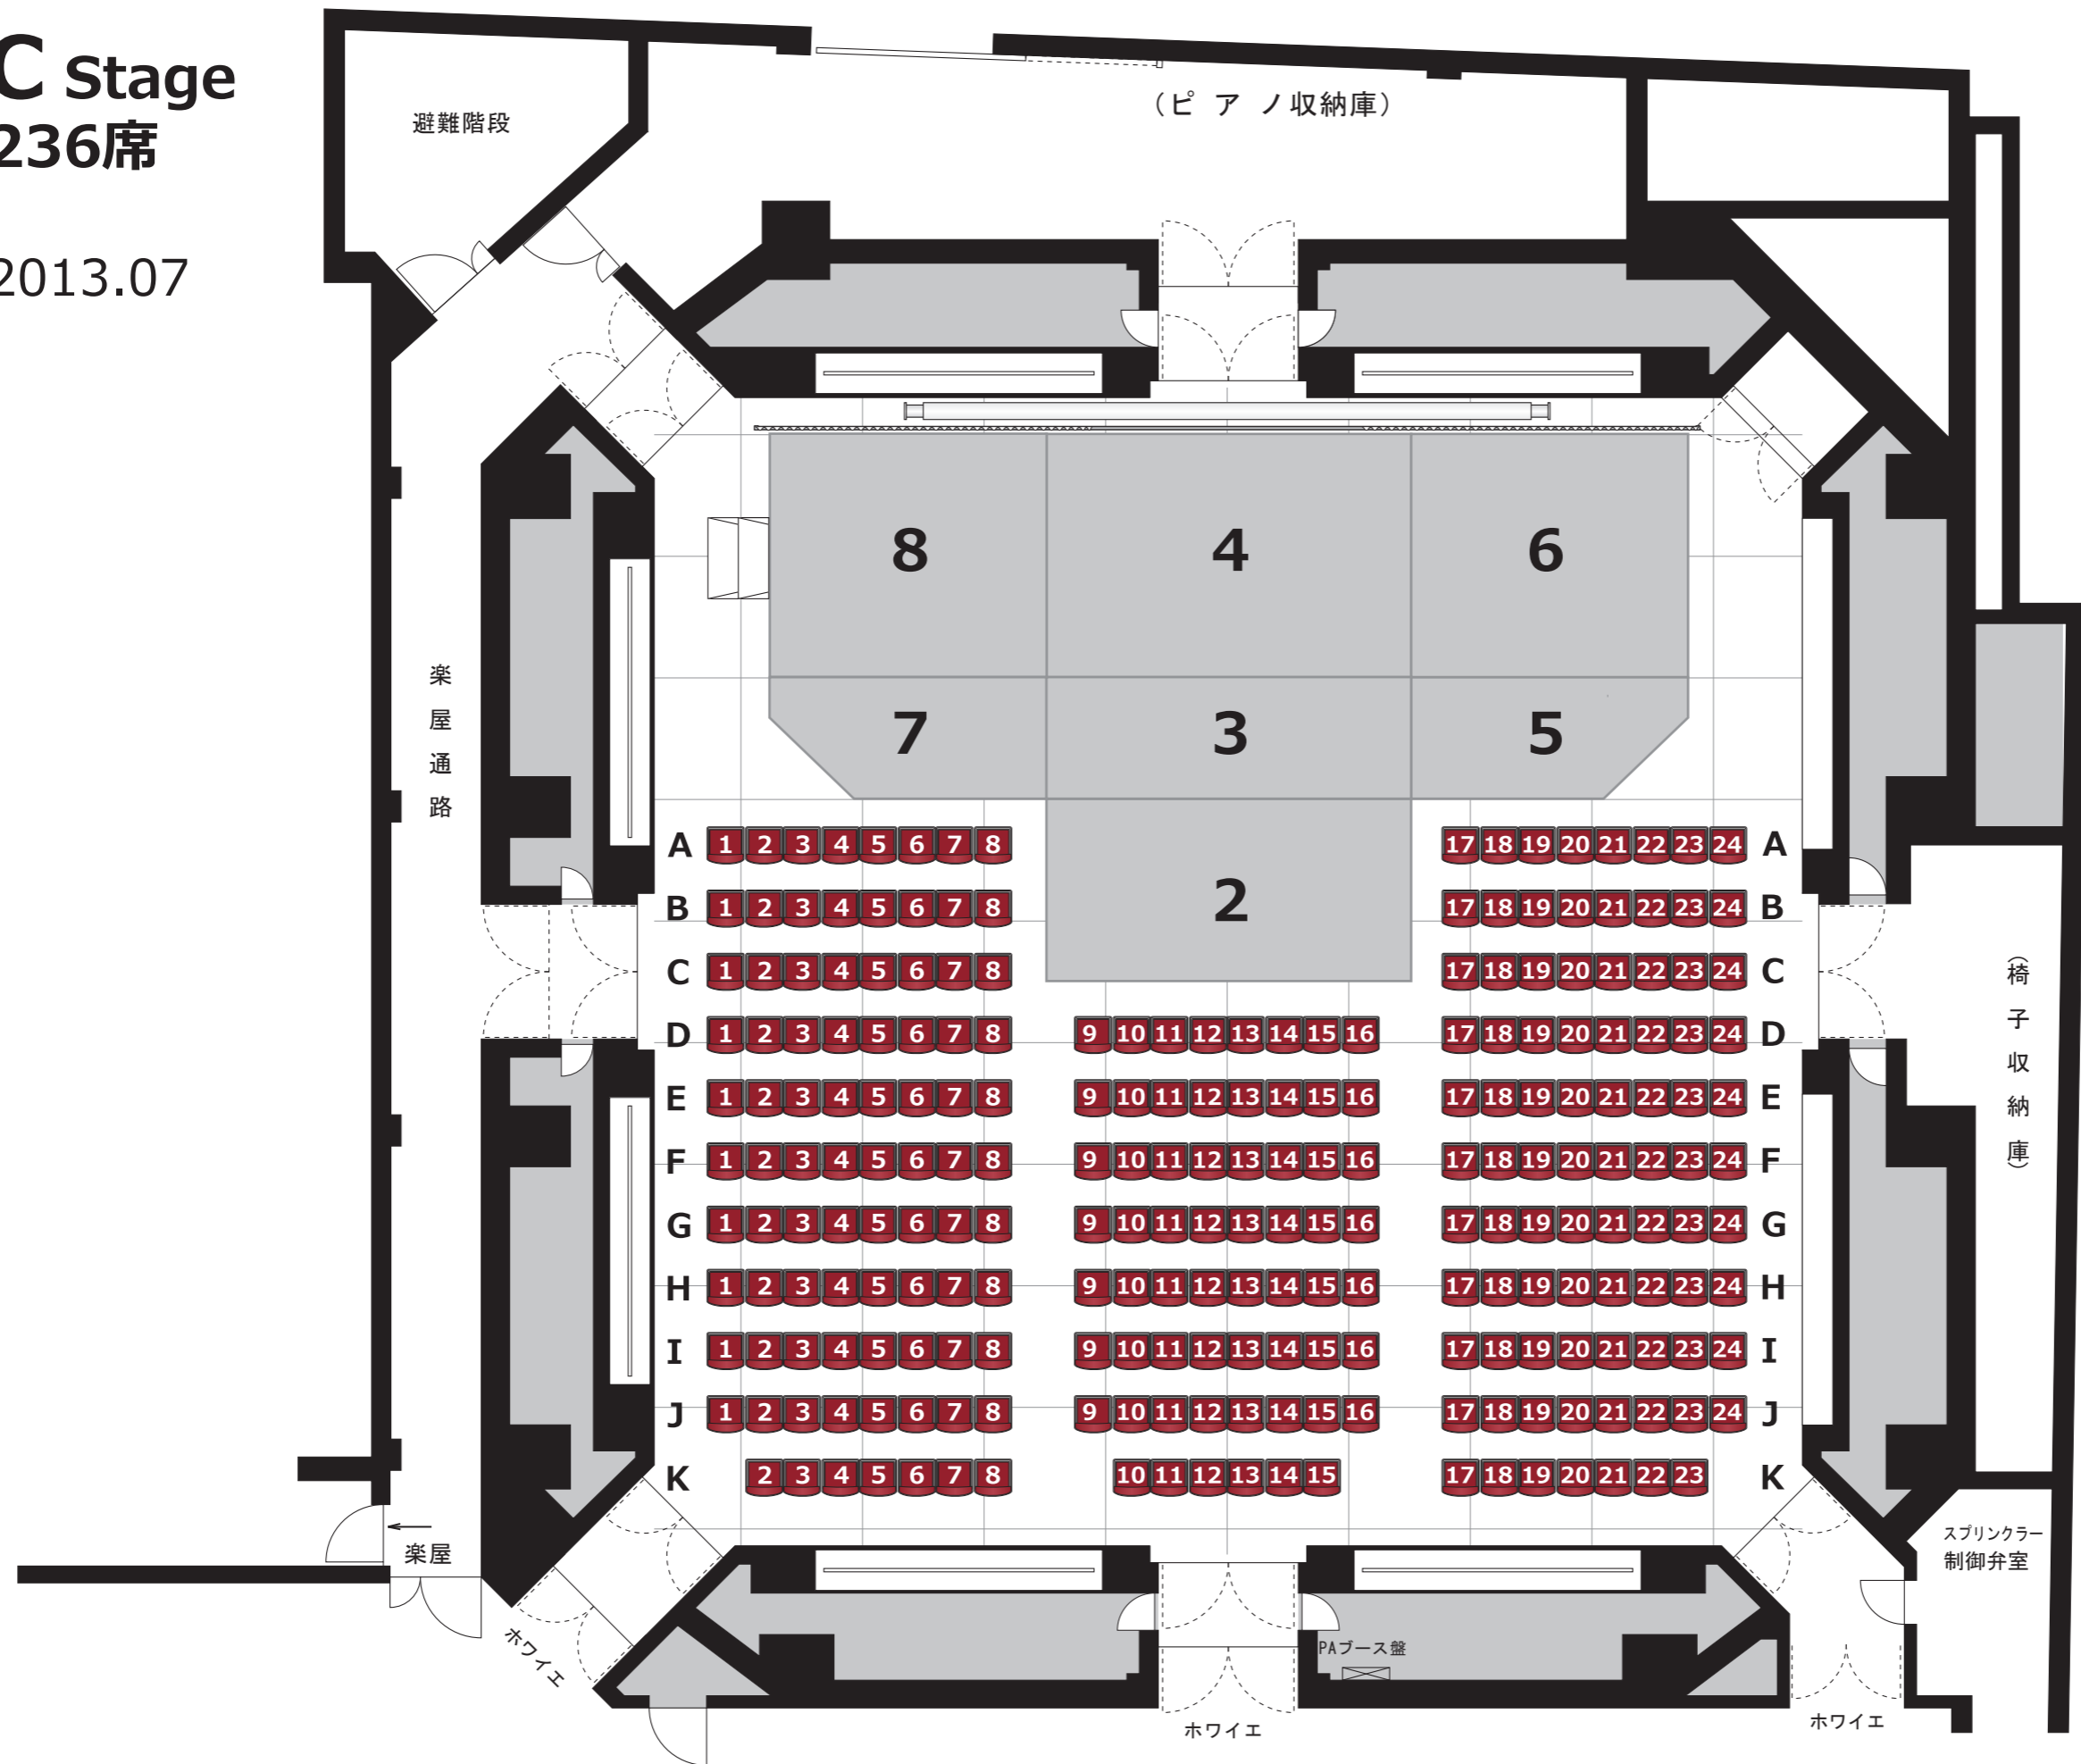 C Stage
236席
2013.07
避難階段
(ピ ア ノ収納庫)
8 4 6
7 3 5
2
楽屋通路
(椅子収納庫)
A 1 2 3 4 5 6 7 8 17 18 19 20 21 22 23 24 A
B 1 2 3 4 5 6 7 8 17 18 19 20 21 22 23 24 B
C 1 2 3 4 5 6 7 8 17 18 19 20 21 22 23 24 C
D 1 2 3 4 5 6 7 8 9 10 11 12 13 14 15 16 17 18 19 20 21 22 23 24 D
E 1 2 3 4 5 6 7 8 9 10 11 12 13 14 15 16 17 18 19 20 21 22 23 24 E
F 1 2 3 4 5 6 7 8 9 10 11 12 13 14 15 16 17 18 19 20 21 22 23 24 F
G 1 2 3 4 5 6 7 8 9 10 11 12 13 14 15 16 17 18 19 20 21 22 23 24 G
H 1 2 3 4 5 6 7 8 9 10 11 12 13 14 15 16 17 18 19 20 21 22 23 24 H
I 1 2 3 4 5 6 7 8 9 10 11 12 13 14 15 16 17 18 19 20 21 22 23 24 I
J 1 2 3 4 5 6 7 8 9 10 11 12 13 14 15 16 17 18 19 20 21 22 23 24 J
K 2 3 4 5 6 7 8 10 11 12 13 14 15 17 18 19 20 21 22 23 K
楽屋
スプリンクラー
制御弁室
ホワイエ
PAブース盤
ホワイエ
ホワイエ